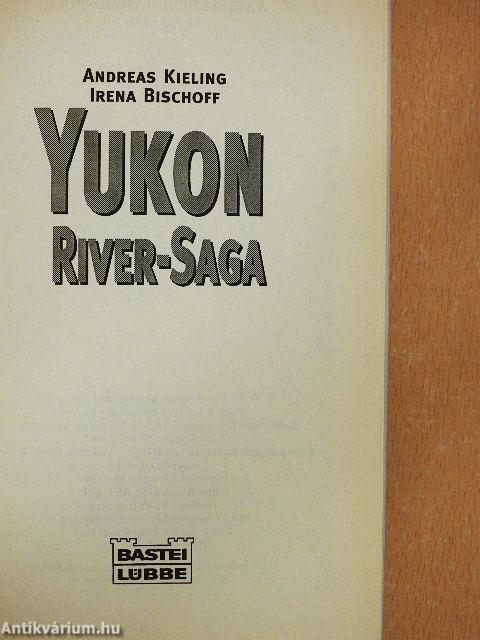 ANDREAS KIELING
IRENA BISCHOFF
YUKON
RIVER-SAGA
BASTEI
LÜBBE
Antikvárium.hu